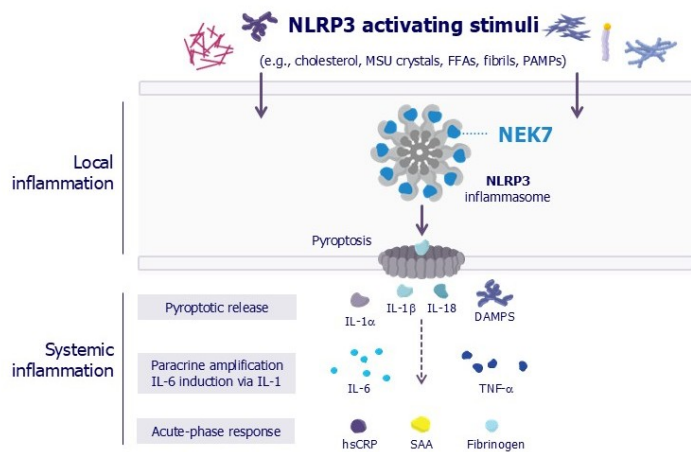 NLRP3 activating stimuli
(e.g., cholesterol, MSU crystals, FFAs, fibrils, PAMPs)
Local
inflammation
NEK7
NLRP3
inflammasome
Pyroptosis
Systemic
inflammation
Pyroptotic release
IL-1α
IL-1β
IL-18
DAMPS
Paracrine amplification
IL-6 induction via IL-1
IL-6
TNF-α
Acute-phase response
hsCRP
SAA
Fibrinogen